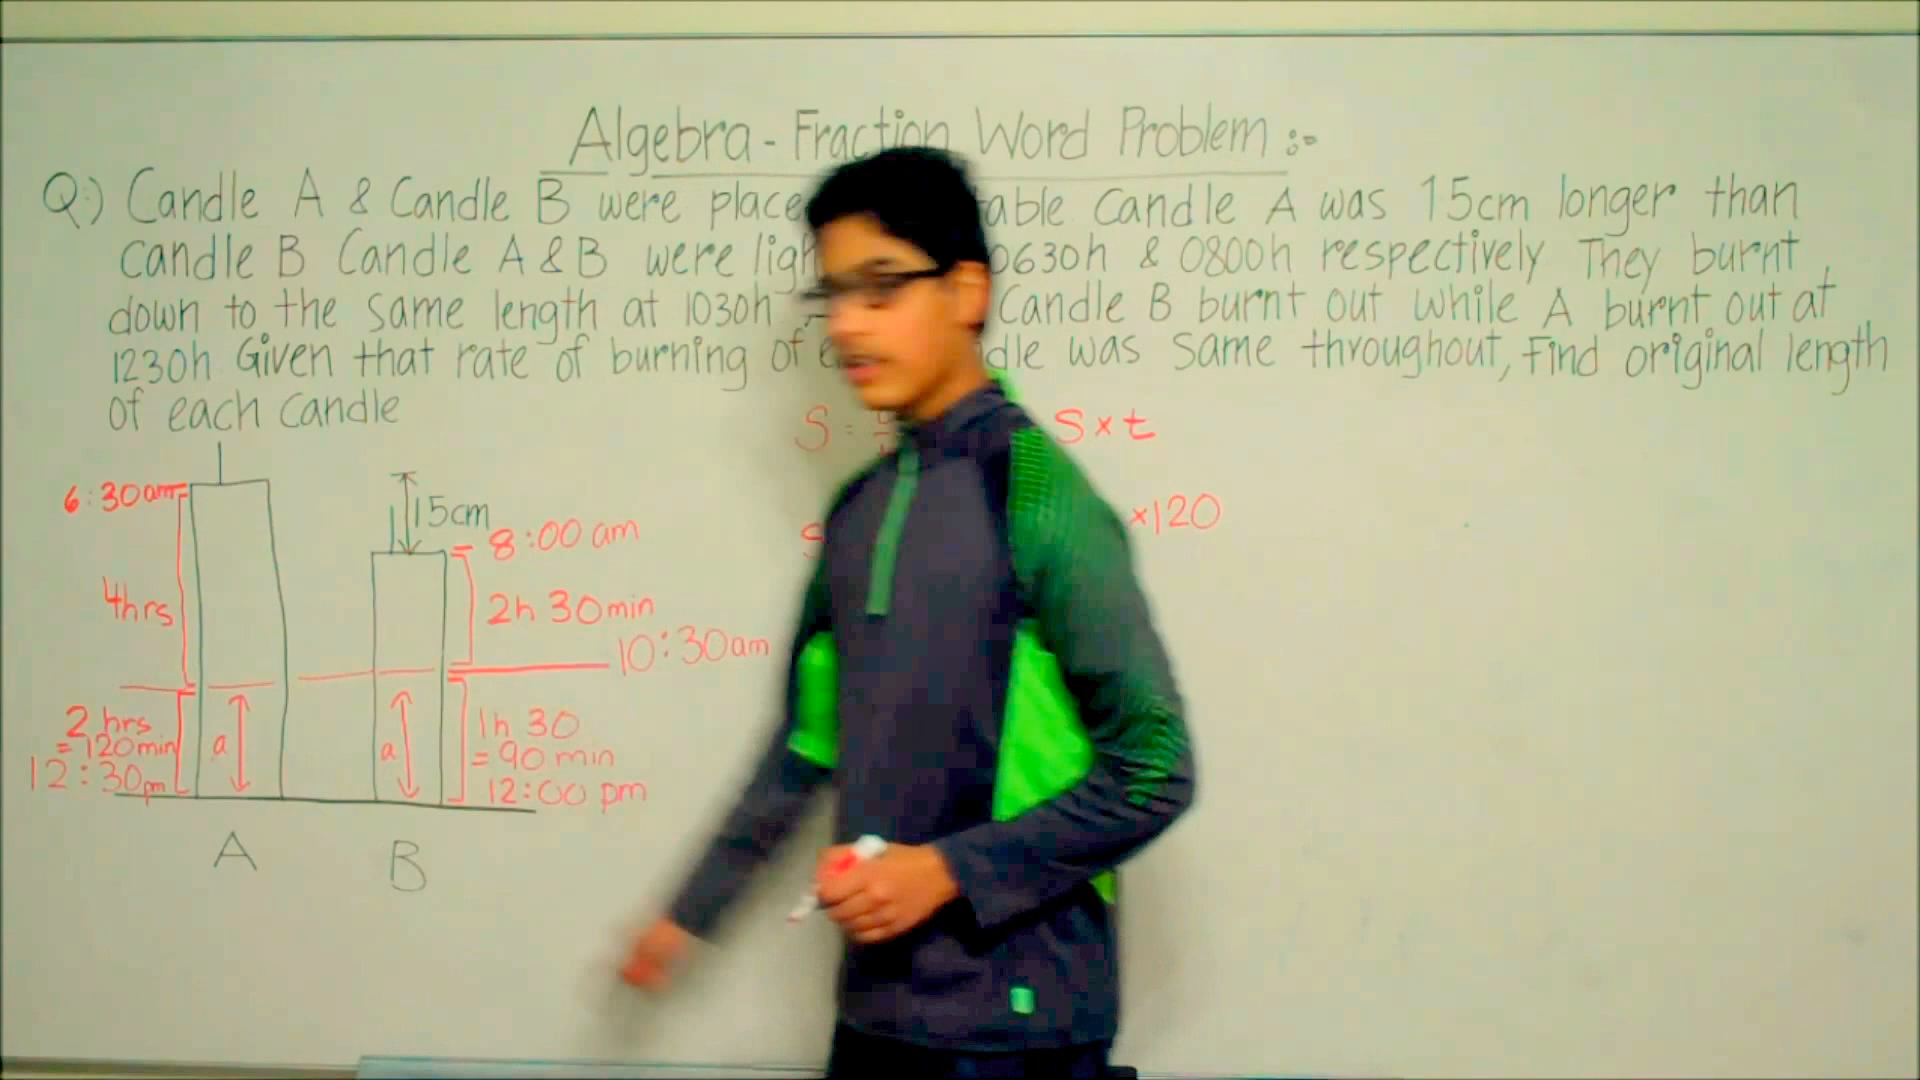 Algebra - Fraction Word Problem :-
Q:) Candle A & Candle B were place table Candle A was 15cm longer than
Candle B Candle A & B were ligh 0630h & 0800h respectively They burnt
down to the same length at 1030h Candle B burnt out while A burnt out at
1230h Given that rate of burning of dle was same throughout, Find original length
of each candle
S = S × t
6:30am
15cm
8:00 am
S ×120
4hrs
2h 30min
10:30am
2 hrs
= 120min
12:30pm
a
a
1h 30
= 90 min
12:00 pm
A B